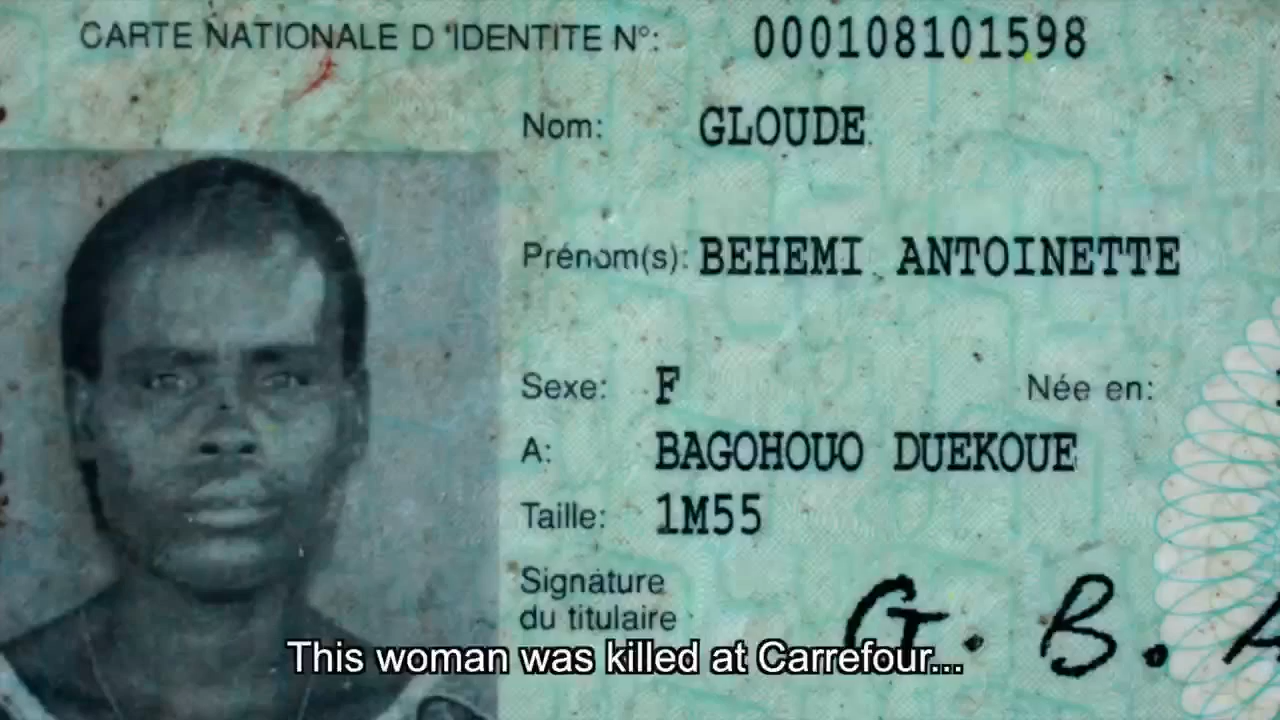 CARTE NATIONALE D'IDENTITE N°: 000108101598
Nom: GLOUDE
Prénom(s): BEHEMI ANTOINETTE
Sexe: F Née en:
A: BAGOHOUO DUEKOUE
Taille: 1M55
Signature
du titulaire
G. B. A
This woman was killed at Carrefour...